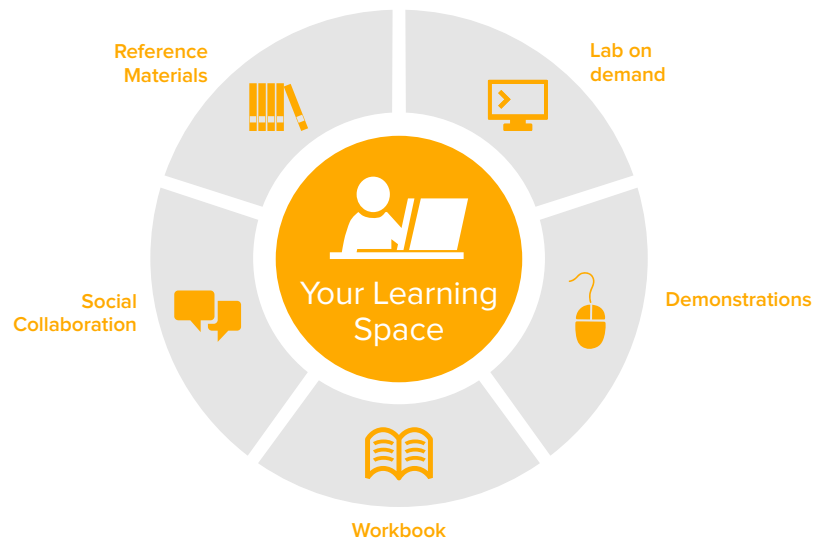 Reference
Materials
Lab on
demand
Your Learning
Space
Social
Collaboration
Demonstrations
Workbook